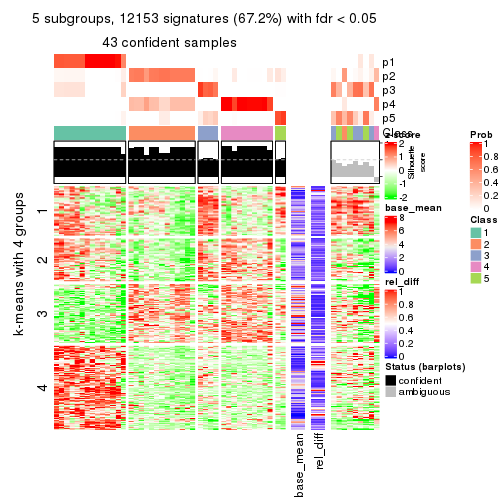 5 subgroups, 12153 signatures (67.2%) with fdr < 0.05
43 confident samples
p1
p2
p3
p4
p5
Class
k-means with 4 groups
1
2
3
4
base_mean
rel_diff
Silhouette
score
z-score
2
1
0
-1
-2
base_mean
8
6
4
2
0
rel_diff
1
0.8
0.6
0.4
0.2
0
Status (barplots)
confident
ambiguous
Prob
1
0.8
0.6
0.4
0.2
0
Class
1
2
3
4
5